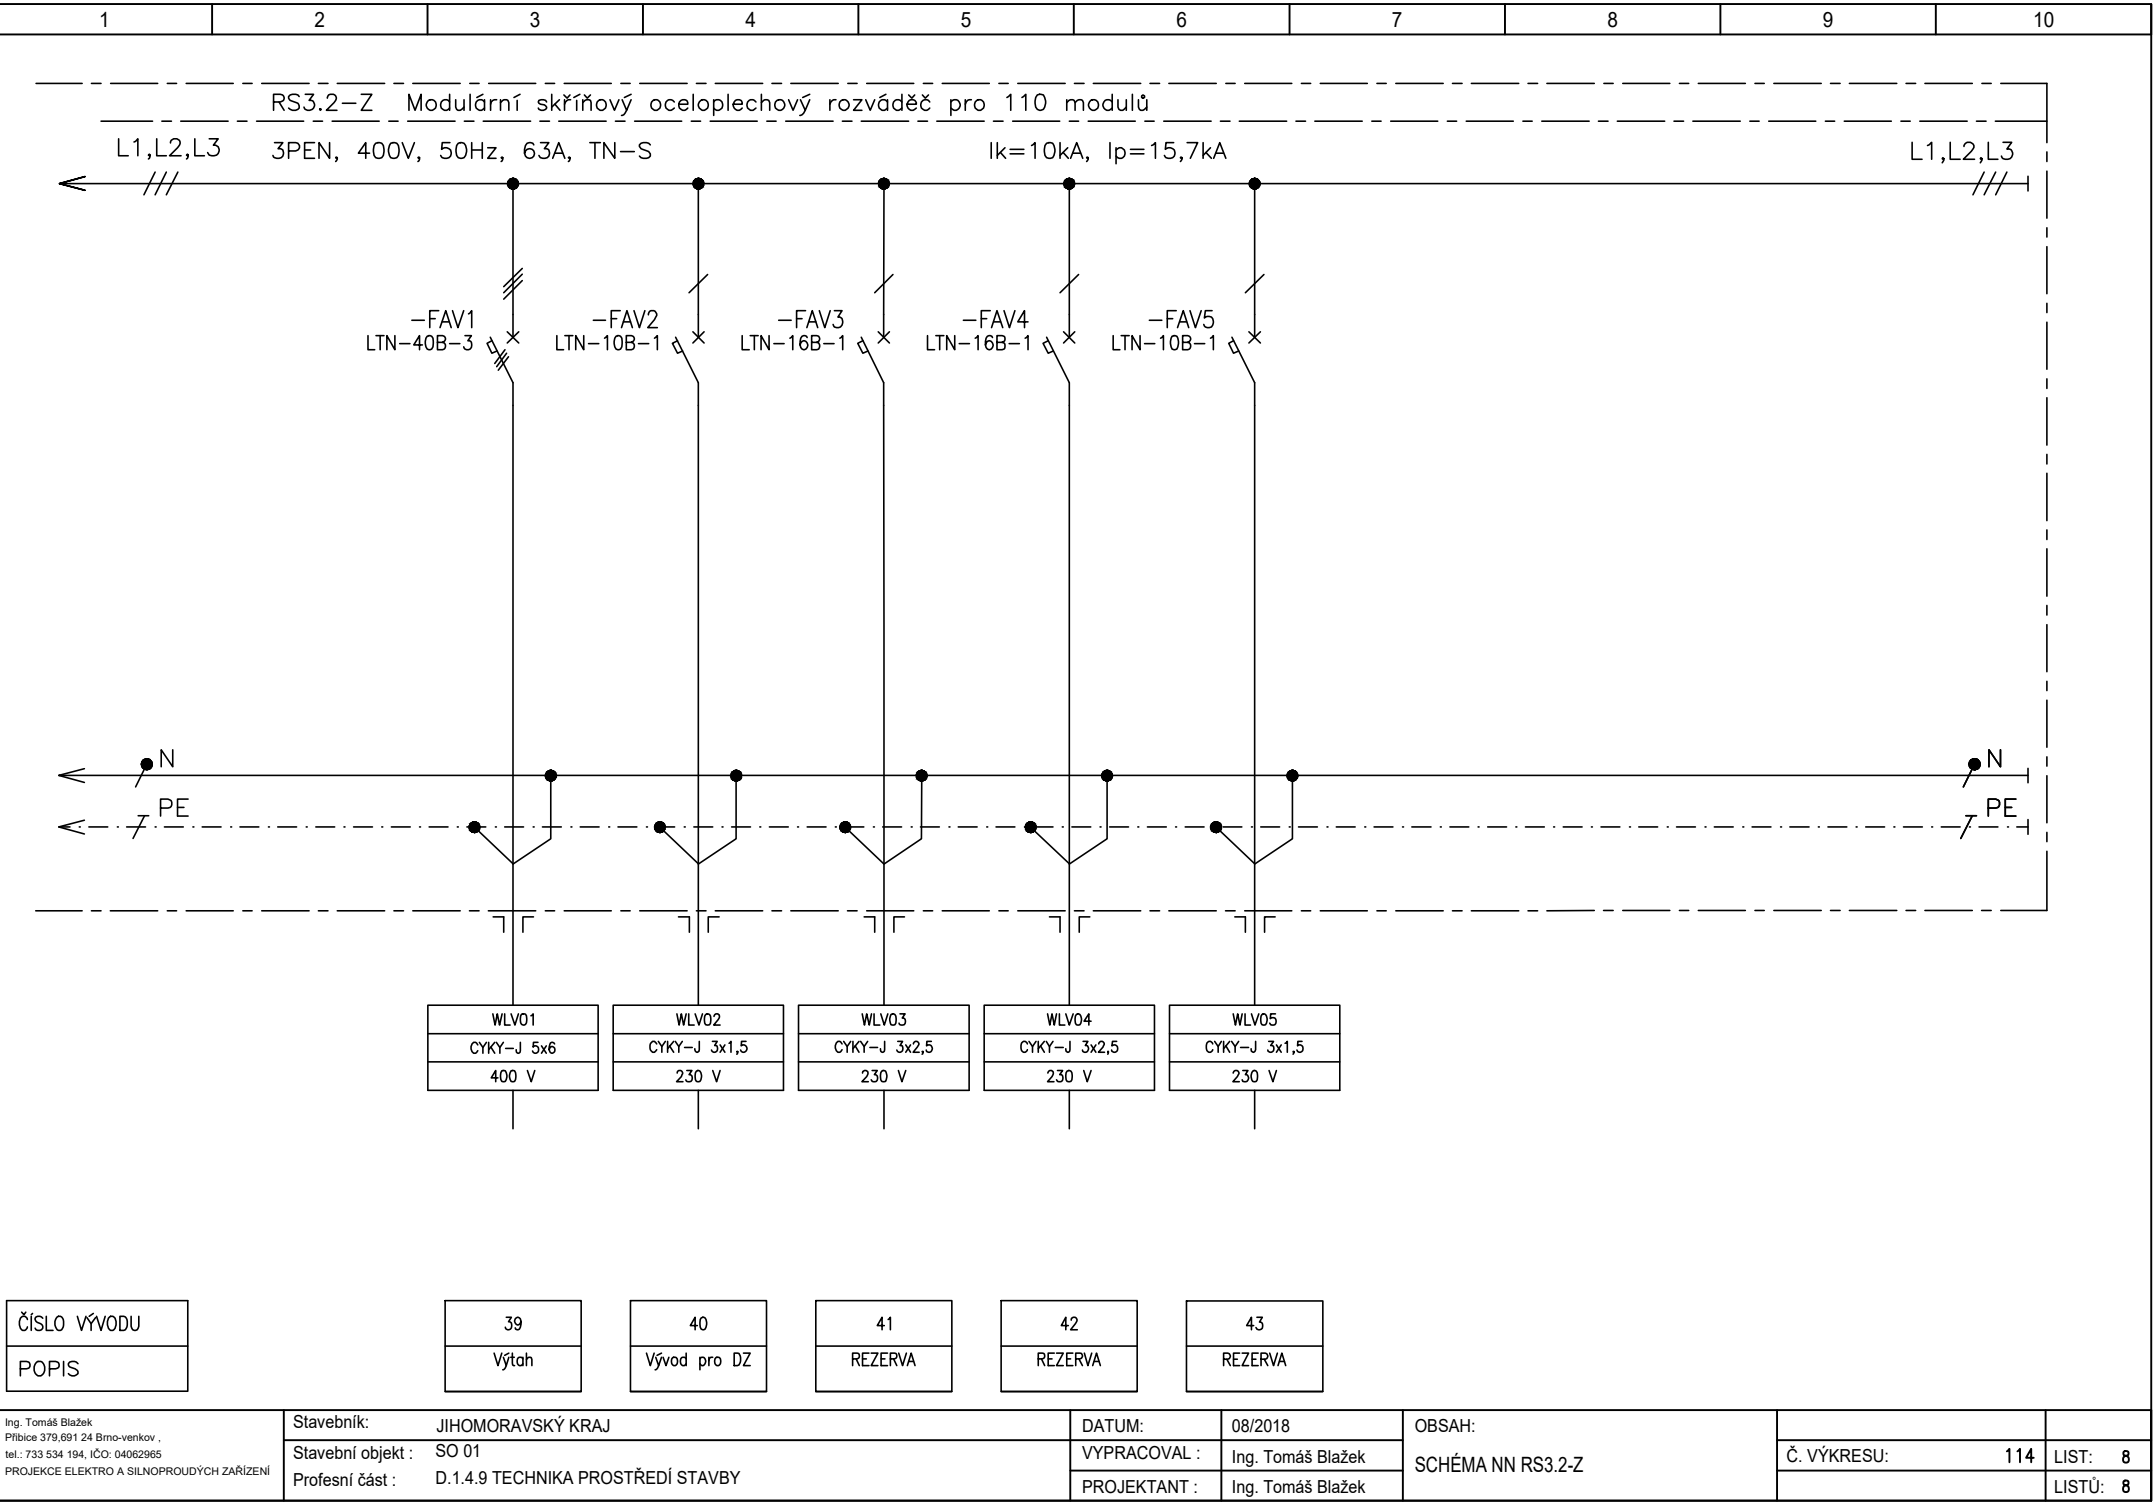 1 2 3 4 5 6 7 8 9 10
RS3.2-Z Modulární skříňový oceloplechový rozváděč pro 110 modulů
L1,L2,L3 3PEN, 400V, 50Hz, 63A, TN-S Ik=10kA, Ip=15,7kA L1,L2,L3
-FAV1 -FAV2 -FAV3 -FAV4 -FAV5
LTN-40B-3 LTN-10B-1 LTN-16B-1 LTN-16B-1 LTN-10B-1
N N
PE PE
WLV01 WLV02 WLV03 WLV04 WLV05
CYKY-J 5x6 CYKY-J 3x1,5 CYKY-J 3x2,5 CYKY-J 3x2,5 CYKY-J 3x1,5
400 V 230 V 230 V 230 V 230 V
ČÍSLO VÝVODU 39 40 41 42 43
POPIS Výtah Vývod pro DZ REZERVA REZERVA REZERVA
Ing. Tomáš Blažek
Přibice 379,691 24 Brno-venkov ,
tel.: 733 534 194, IČO: 04062965
PROJEKCE ELEKTRO A SILNOPROUDÝCH ZAŘÍZENÍ
Stavebník: JIHOMORAVSKÝ KRAJ
Stavební objekt : SO 01
Profesní část : D.1.4.9 TECHNIKA PROSTŘEDÍ STAVBY
DATUM: 08/2018
VYPRACOVAL : Ing. Tomáš Blažek
PROJEKTANT : Ing. Tomáš Blažek
OBSAH:
SCHÉMA NN RS3.2-Z
Č. VÝKRESU: 114 LIST: 8
LISTŮ: 8